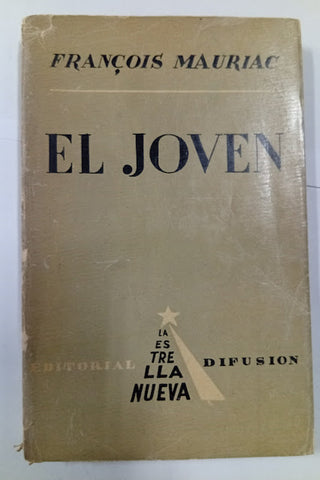 FRANÇOIS MAURIAC
EL JOVEN
LA
ES
TRE
LLA
NUEVA
EDITORIAL DIFUSION